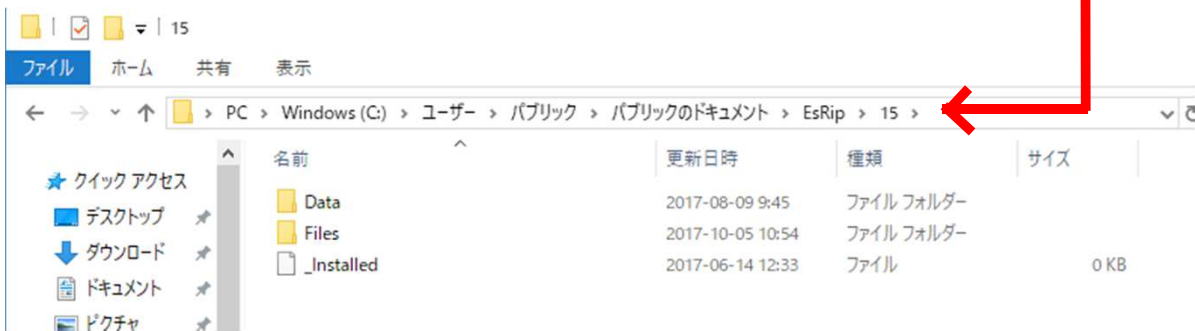 15
ファイル ホーム 共有 表示
PC > Windows (C:) > ユーザー > パブリック > パブリックのドキュメント > EsRip > 15 >
名前 更新日時 種類 サイズ
クイック アクセス
デスクトップ
ダウンロード
ドキュメント
ピクチャ
Data 2017-08-09 9:45 ファイル フォルダー
Files 2017-10-05 10:54 ファイル フォルダー
_Installed 2017-06-14 12:33 ファイル 0 KB